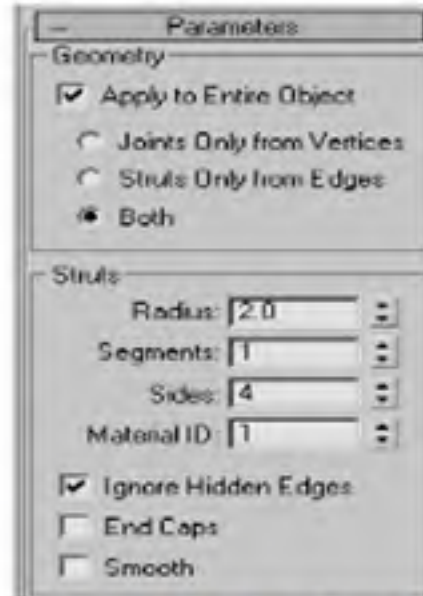 Parameters
Geometry
Apply to Entire Object
Joints Only from Vertices
Struts Only from Edges
Both
Struts
Radius: 2.0
Segments: 1
Sides: 4
Material ID: 1
Ignore Hidden Edges
End Caps
Smooth